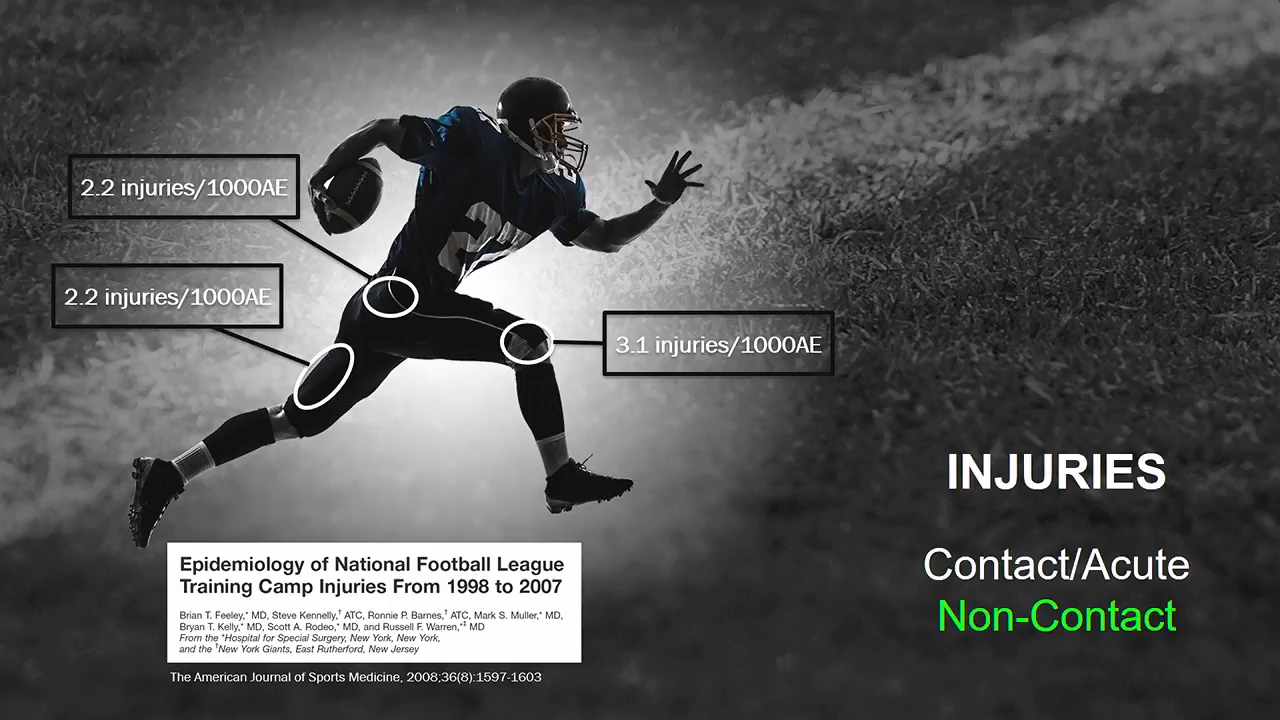 2.2 injuries/1000AE
2.2 injuries/1000AE
3.1 injuries/1000AE
INJURIES
Contact/Acute
Non-Contact
Epidemiology of National Football League
Training Camp Injuries From 1998 to 2007
Brian T. Feeley,* MD, Steve Kennelly,† ATC, Ronnie P. Barnes,† ATC, Mark S. Muller,* MD,
Bryan T. Kelly,* MD, Scott A. Rodeo,* MD, and Russell F. Warren,*‡ MD
From the *Hospital for Special Surgery, New York, New York,
and the †New York Giants, East Rutherford, New Jersey
The American Journal of Sports Medicine, 2008;36(8):1597-1603